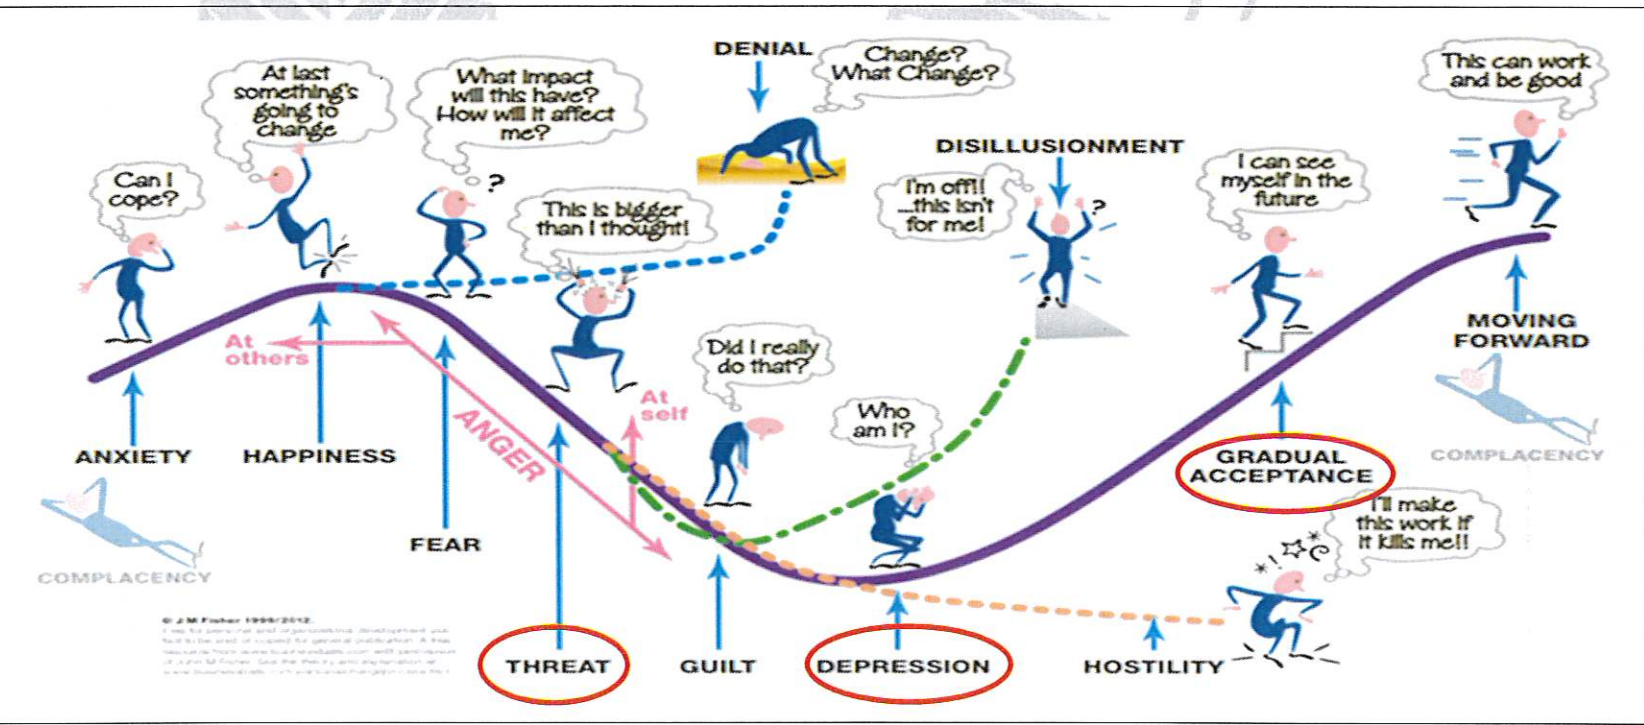 DENIAL
Change?
What Change?
This can work
and be good
At last
something's
going to
change
What impact
will this have?
How will it affect
me?
?
DISILLUSIONMENT
I'm off!!
....this isn't
for me!
?
I can see
myself in the
future
Can I
cope?
This is bigger
than I thought!
At
others
MOVING
FORWARD
Did I really
do that?
At
self
ANGER
Who
am I?
ANXIETY
HAPPINESS
GRADUAL
ACCEPTANCE
COMPLACENCY
I'll make
this work if
it kills me!!
FEAR
COMPLACENCY
*!
© J M Fisher 1999/2012.
THREAT
GUILT
DEPRESSION
HOSTILITY